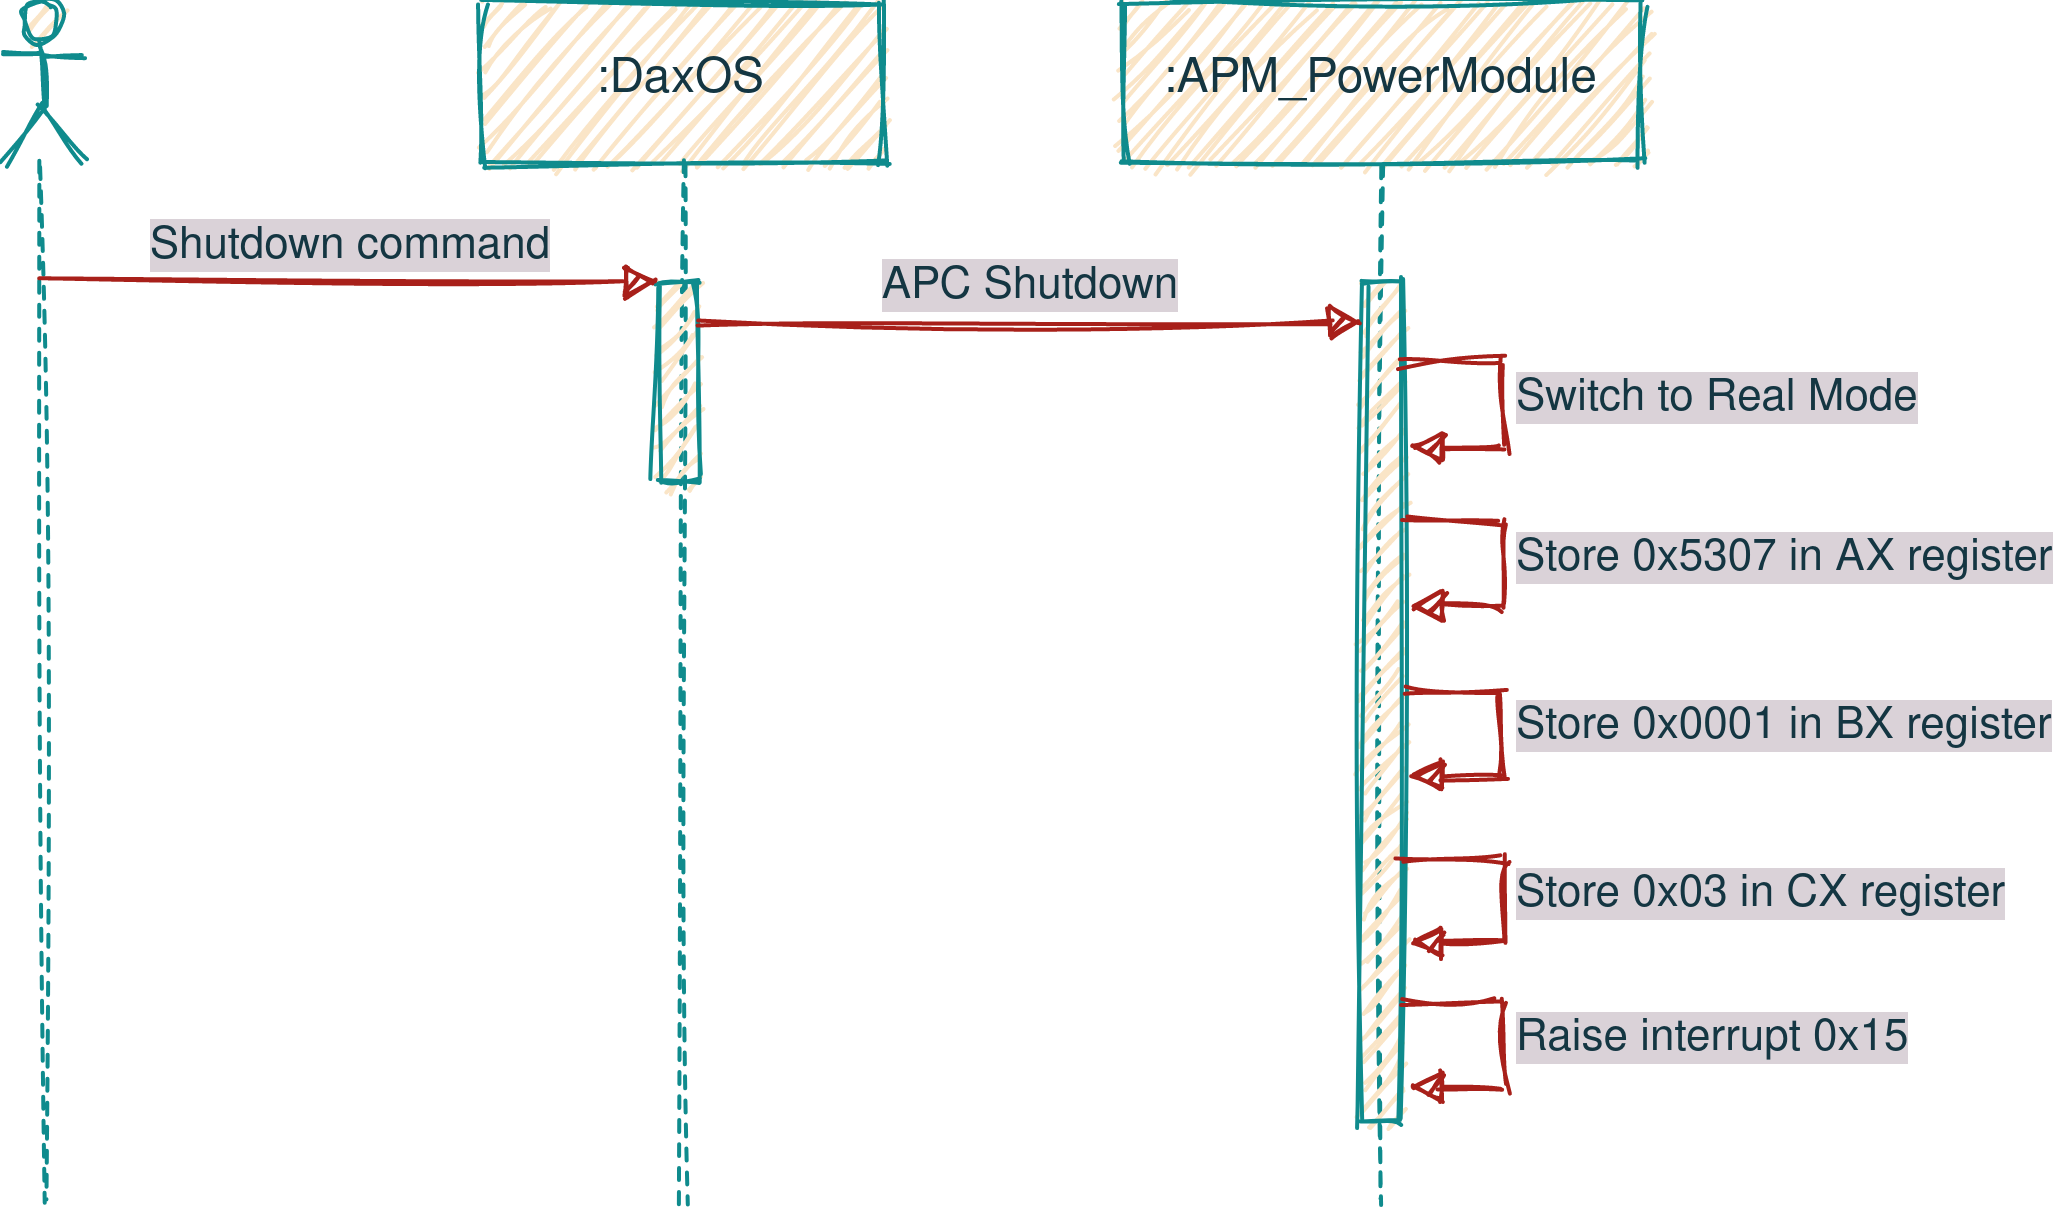 :DaxOS
:APM_PowerModule
Shutdown command
APC Shutdown
Switch to Real Mode
Store 0x5307 in AX register
Store 0x0001 in BX register
Store 0x03 in CX register
Raise interrupt 0x15